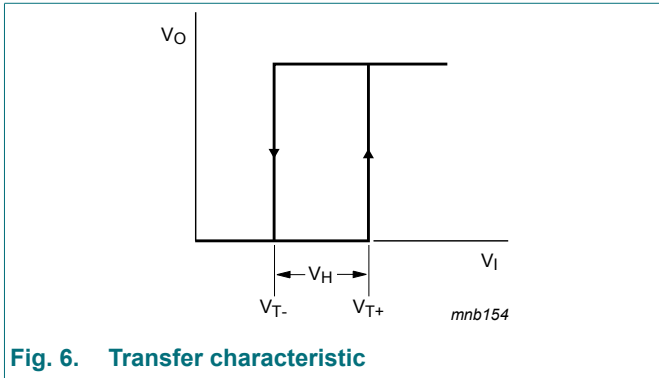 VO
VH
VI
VT-
VT+
mnb154
Fig. 6. Transfer characteristic